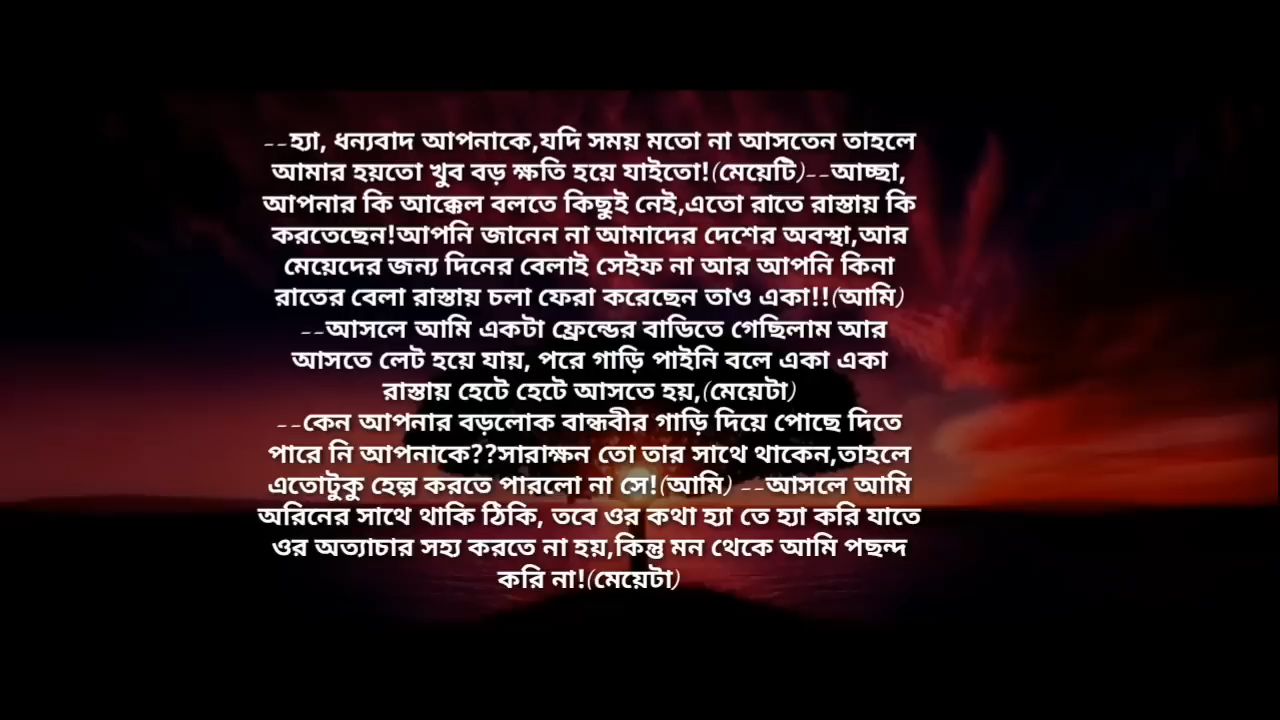 --হ্যা, ধন্যবাদ আপনাকে,যদি সময় মতো না আসতেন তাহলে
আমার হয়তো খুব বড় ক্ষতি হয়ে যাইতো!(মেয়েটি)--আচ্ছা,
আপনার কি আক্কেল বলতে কিছুই নেই,এতো রাতে রাস্তায় কি
করতেছেন!আপনি জানেন না আমাদের দেশের অবস্থা,আর
মেয়েদের জন্য দিনের বেলাই সেইফ না আর আপনি কিনা
রাতের বেলা রাস্তায় চলা ফেরা করেছেন তাও একা!!(আমি)
--আসলে আমি একটা ফ্রেন্ডের বাডিতে গেছিলাম আর
আসতে লেট হয়ে যায়, পরে গাড়ি পাইনি বলে একা একা
রাস্তায় হেটে হেটে আসতে হয়,(মেয়েটা)
--কেন আপনার বড়লোক বান্ধবীর গাড়ি দিয়ে পোছে দিতে
পারে নি আপনাকে??সারাক্ষন তো তার সাথে থাকেন,তাহলে
এতোটুকু হেল্প করতে পারলো না সে!(আমি) --আসলে আমি
অরিনের সাথে থাকি ঠিকি, তবে ওর কথা হ্যা তে হ্যা করি যাতে
ওর অত্যাচার সহ্য করতে না হয়,কিন্তু মন থেকে আমি পছন্দ
করি না!(মেয়েটা)